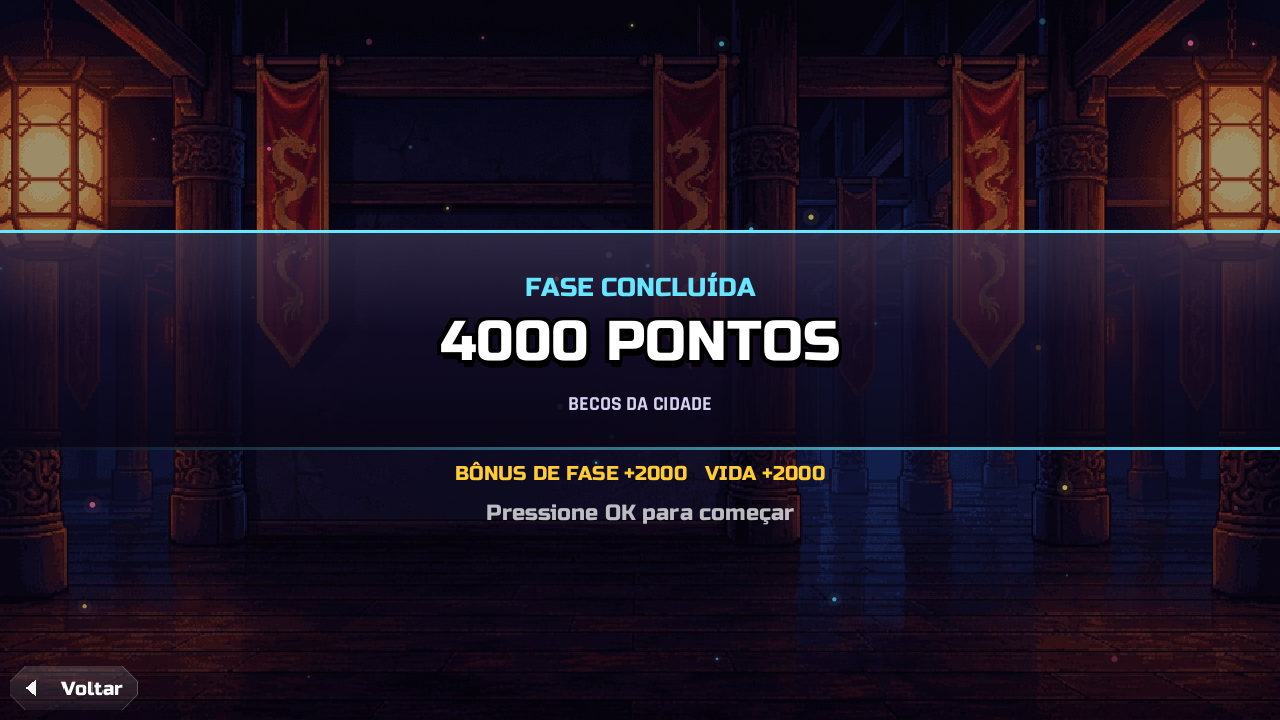 FASE CONCLUÍDA
4000 PONTOS
BECOS DA CIDADE
BÔNUS DE FASE +2000 VIDA +2000
Pressione OK para começar
Voltar